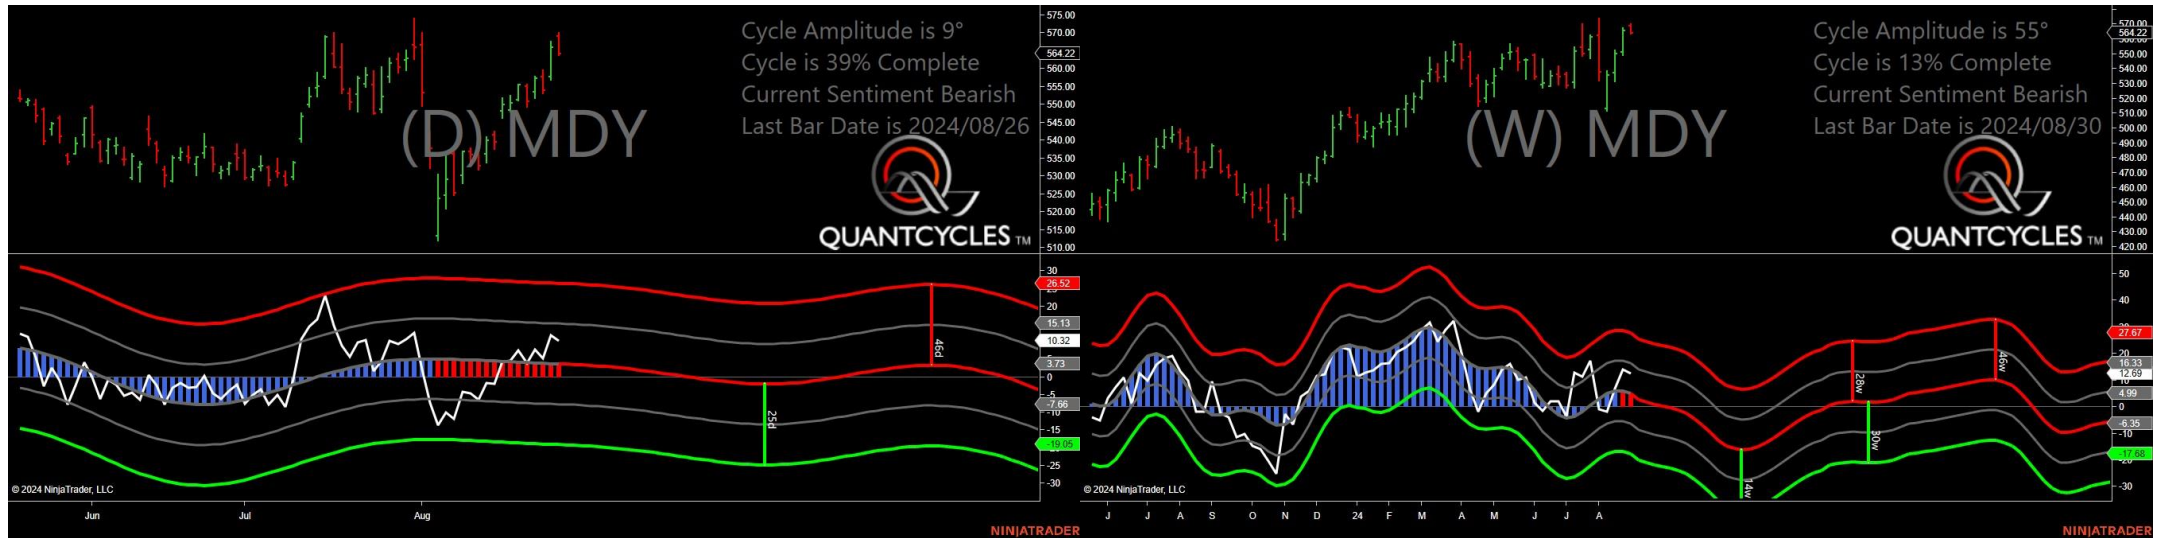 Cycle Amplitude is 9°
Cycle is 39% Complete
Current Sentiment Bearish
Last Bar Date is 2024/08/26
(D) MDY
QUANTCYCLES TM
575.00
570.00
564.22
560.00
555.00
550.00
545.00
540.00
535.00
530.00
525.00
520.00
515.00
510.00
30
26.52
20
15.13
10.32
5
3.73
0
-5
-7.66
-10
-15
-19.05
-25
-30
46d
25d
© 2024 NinjaTrader, LLC
Jun
Jul
Aug
NINJATRADER
Cycle Amplitude is 55°
Cycle is 13% Complete
Current Sentiment Bearish
Last Bar Date is 2024/08/30
(W) MDY
QUANTCYCLES TM
570.00
564.22
550.00
540.00
530.00
520.00
510.00
500.00
490.00
480.00
470.00
460.00
450.00
440.00
430.00
420.00
50
40
27.67
20
16.33
12.69
10
4.99
0
-6.35
-10
-17.68
-30
28w
46w
30w
14w
© 2024 NinjaTrader, LLC
J
J
A
S
O
N
D
24
F
M
A
M
J
J
A
NINJATRADER